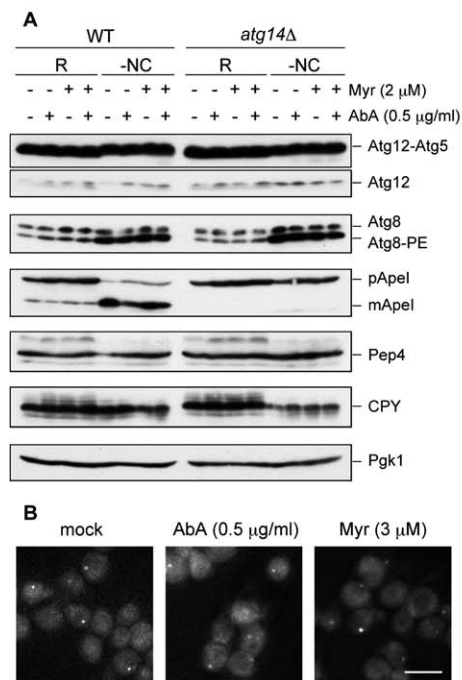 A
WT atg14Δ
R -NC R -NC
- - + + - - + + - - + + - - + + Myr (2 μM)
- + - + - + - + - + - + - + - + AbA (0.5 μg/ml)
Atg12-Atg5
Atg12
Atg8
Atg8-PE
pApeI
mApeI
Pep4
CPY
Pgk1
B
mock AbA (0.5 μg/ml) Myr (3 μM)